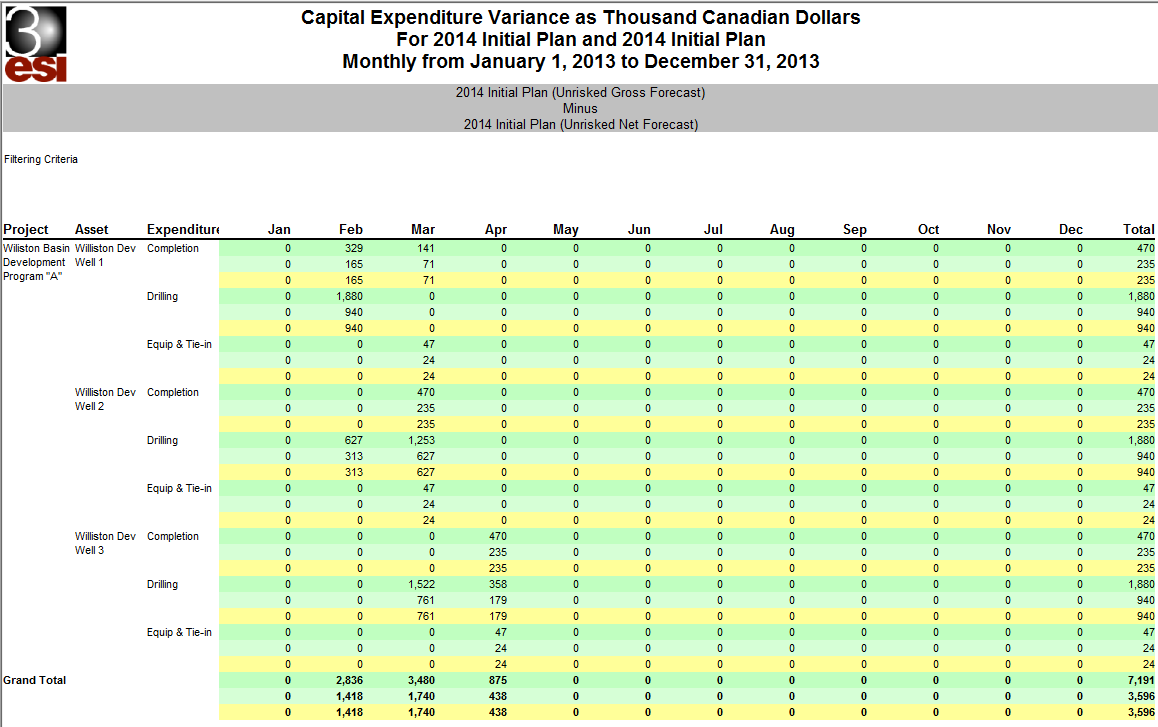 3
esi
Capital Expenditure Variance as Thousand Canadian Dollars
For 2014 Initial Plan and 2014 Initial Plan
Monthly from January 1, 2013 to December 31, 2013
2014 Initial Plan (Unrisked Gross Forecast)
Minus
2014 Initial Plan (Unrisked Net Forecast)
Filtering Criteria
Project Asset Expenditure Jan Feb Mar Apr May Jun Jul Aug Sep Oct Nov Dec Total
Wiliston Basin Williston Dev Completion 0 329 141 0 0 0 0 0 0 0 0 0 470
Development Well 1 0 165 71 0 0 0 0 0 0 0 0 0 235
Program "A" 0 165 71 0 0 0 0 0 0 0 0 0 235
Drilling 0 1,880 0 0 0 0 0 0 0 0 0 0 1,880
0 940 0 0 0 0 0 0 0 0 0 0 940
0 940 0 0 0 0 0 0 0 0 0 0 940
Equip & Tie-in 0 0 47 0 0 0 0 0 0 0 0 0 47
0 0 24 0 0 0 0 0 0 0 0 0 24
0 0 24 0 0 0 0 0 0 0 0 0 24
Williston Dev Completion 0 0 470 0 0 0 0 0 0 0 0 0 470
Well 2 0 0 235 0 0 0 0 0 0 0 0 0 235
0 0 235 0 0 0 0 0 0 0 0 0 235
Drilling 0 627 1,253 0 0 0 0 0 0 0 0 0 1,880
0 313 627 0 0 0 0 0 0 0 0 0 940
0 313 627 0 0 0 0 0 0 0 0 0 940
Equip & Tie-in 0 0 47 0 0 0 0 0 0 0 0 0 47
0 0 24 0 0 0 0 0 0 0 0 0 24
0 0 24 0 0 0 0 0 0 0 0 0 24
Williston Dev Completion 0 0 0 470 0 0 0 0 0 0 0 0 470
Well 3 0 0 0 235 0 0 0 0 0 0 0 0 235
0 0 0 235 0 0 0 0 0 0 0 0 235
Drilling 0 0 1,522 358 0 0 0 0 0 0 0 0 1,880
0 0 761 179 0 0 0 0 0 0 0 0 940
0 0 761 179 0 0 0 0 0 0 0 0 940
Equip & Tie-in 0 0 0 47 0 0 0 0 0 0 0 0 47
0 0 0 24 0 0 0 0 0 0 0 0 24
0 0 0 24 0 0 0 0 0 0 0 0 24
Grand Total 0 2,836 3,480 875 0 0 0 0 0 0 0 0 7,191
0 1,418 1,740 438 0 0 0 0 0 0 0 0 3,596
0 1,418 1,740 438 0 0 0 0 0 0 0 0 3,596